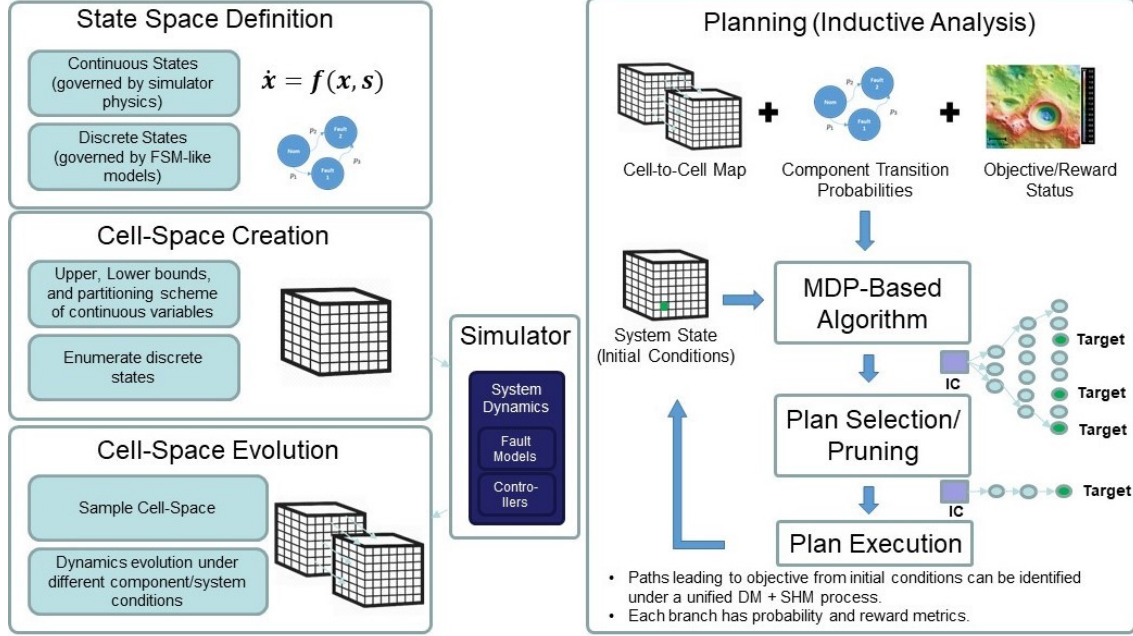 State Space Definition
Continuous States
(governed by simulator
physics)
ẋ = f(x, s)
Discrete States
(governed by FSM-like
models)
Nom
Fault
2
Fault
1
P₁
P₂
P₃
Cell-Space Creation
Upper, Lower bounds,
and partitioning scheme
of continuous variables
Enumerate discrete
states
Cell-Space Evolution
Sample Cell-Space
Dynamics evolution under
different component/system
conditions
Simulator
System
Dynamics
Fault
Models
Contro-
llers
Planning (Inductive Analysis)
Cell-to-Cell Map
Nom
Fault
2
Fault
1
P₁
P₂
P₃
Component Transition
Probabilities
Objective/Reward
Status
System State
(Initial Conditions)
MDP-Based
Algorithm
IC
Target
Target
Target
Plan Selection/
Pruning
IC
Target
Plan Execution
• Paths leading to objective from initial conditions can be identified
under a unified DM + SHM process.
• Each branch has probability and reward metrics.